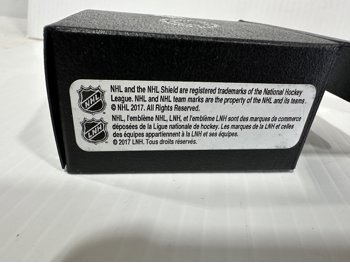 NHL and the NHL Shield are registered trademarks of the National Hockey
League. NHL and NHL team marks are the property of the NHL and its teams.
© NHL 2017. All Rights Reserved.
NHL, l'emblème NHL, LNH, et l'emblème LNH sont des marques de commerce
déposées de la Ligue nationale de hockey. Les marques de la LNH et celles
des équipes appartiennent à la LNH et ses équipes.
© 2017 LNH. Tous droits réservés.
NHL
NHL